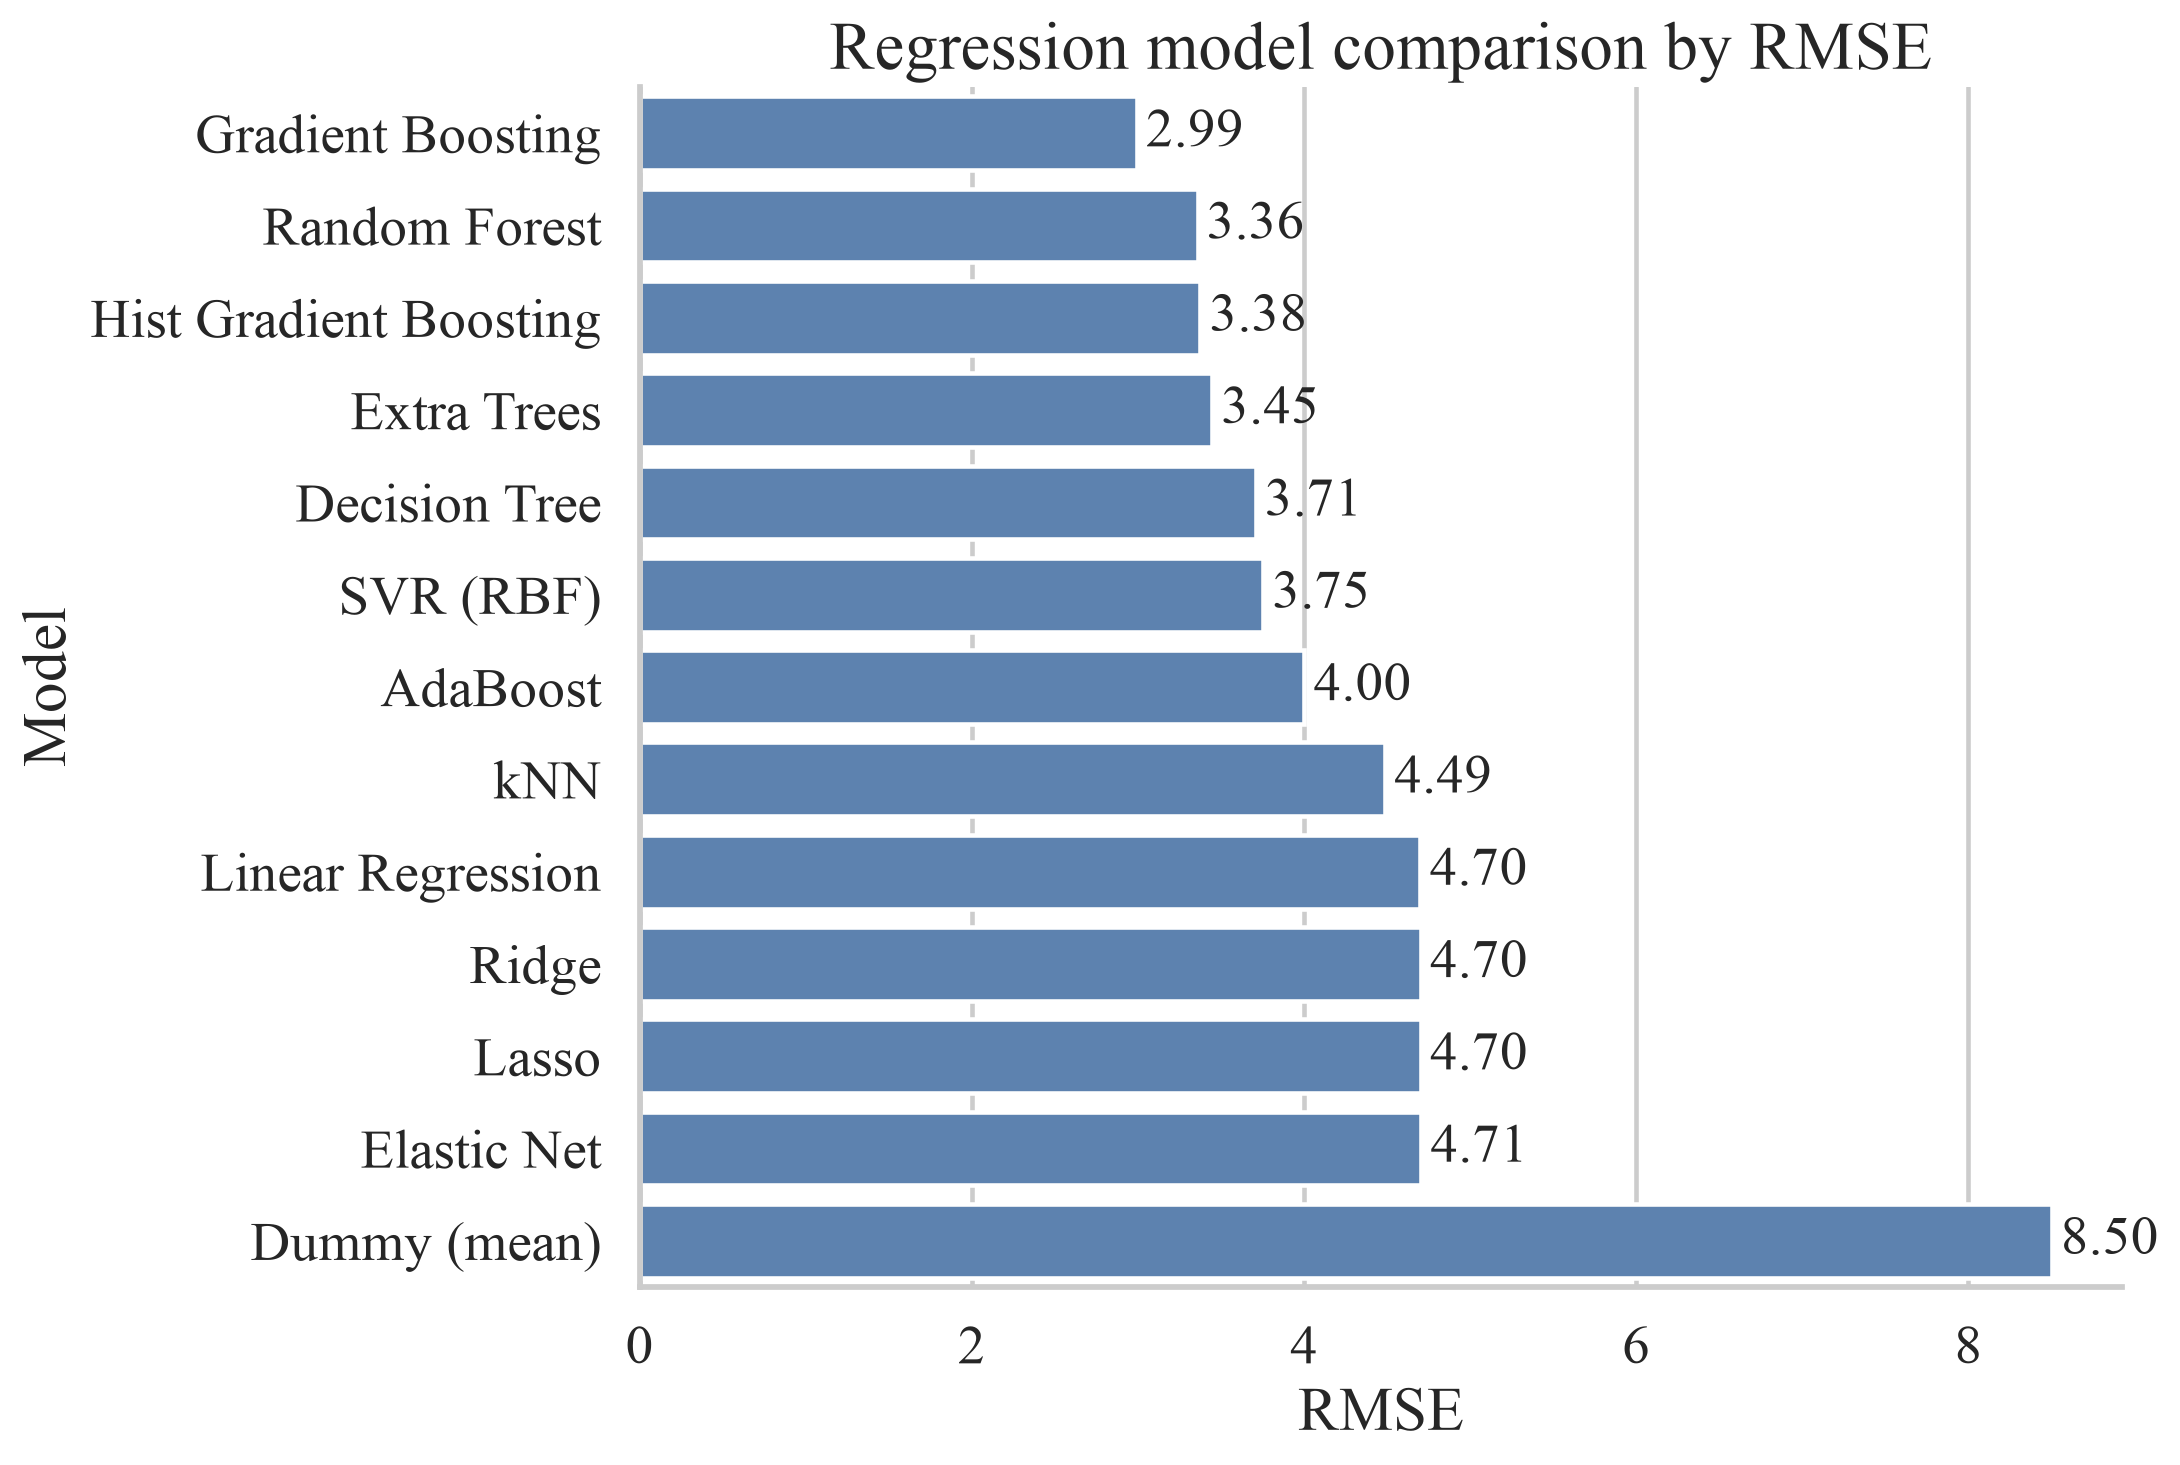 Regression model comparison by RMSE
Gradient Boosting 2.99
Random Forest 3.36
Hist Gradient Boosting 3.38
Extra Trees 3.45
Decision Tree 3.71
SVR (RBF) 3.75
AdaBoost 4.00
kNN 4.49
Linear Regression 4.70
Ridge 4.70
Lasso 4.70
Elastic Net 4.71
Dummy (mean) 8.50
Model
0 2 4 6 8
RMSE